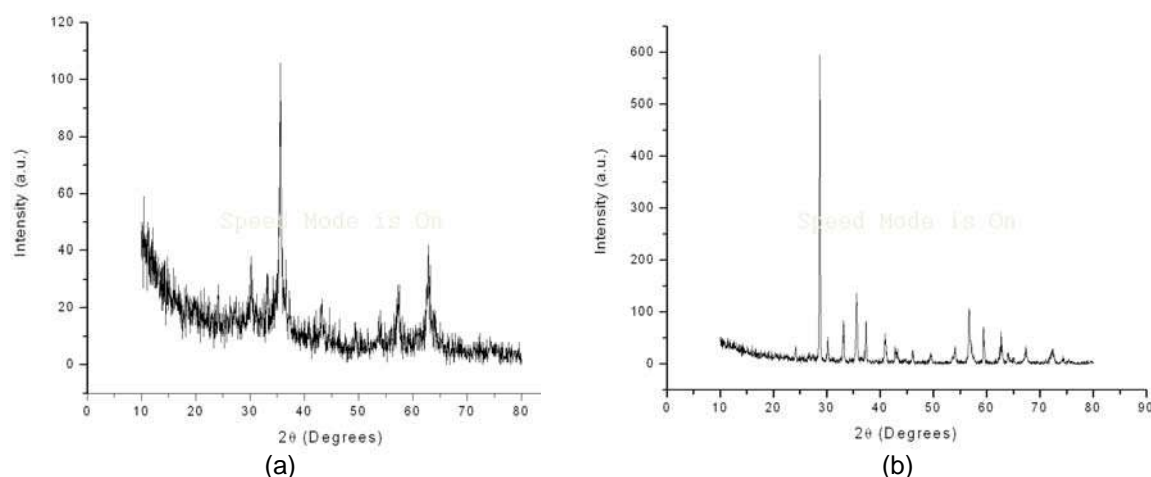 120
100
80
60
40
20
0
Intensity (a.u.)
Speed Mode is On
0 10 20 30 40 50 60 70 80
2θ (Degrees)
(a)
600
500
400
300
200
100
0
Intensity (a.u.)
Speed Mode is On
0 10 20 30 40 50 60 70 80 90
2θ (Degrees)
(b)